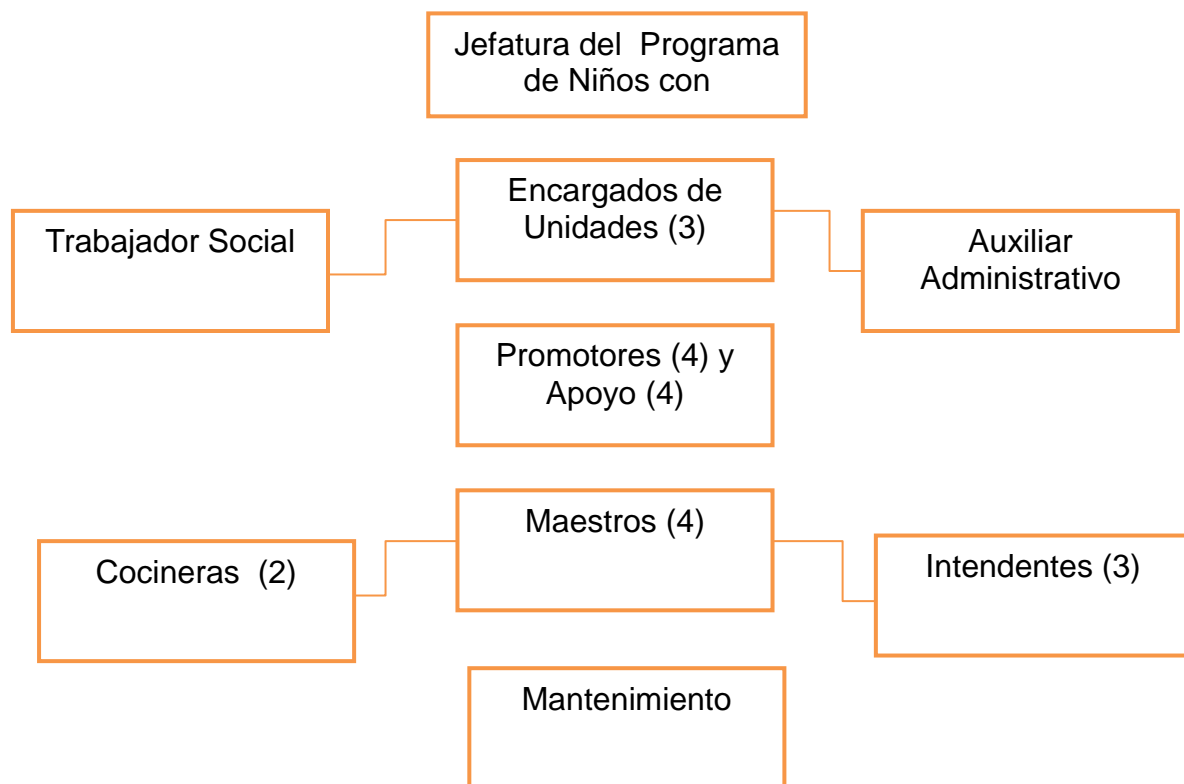 Jefatura del Programa
de Niños con
Encargados de
Unidades (3)
Trabajador Social
Auxiliar
Administrativo
Promotores (4) y
Apoyo (4)
Maestros (4)
Cocineras (2)
Intendentes (3)
Mantenimiento